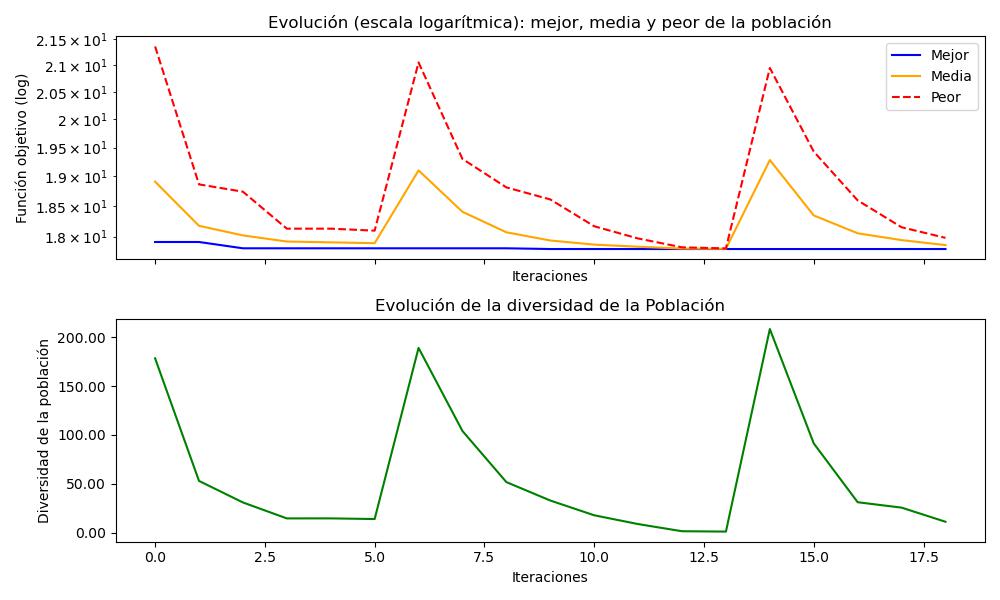 Evolución (escala logarítmica): mejor, media y peor de la población
Función objetivo (log)
2.15 × 10¹
2.1 × 10¹
2.05 × 10¹
2 × 10¹
1.95 × 10¹
1.9 × 10¹
1.85 × 10¹
1.8 × 10¹
Mejor
Media
Peor
Iteraciones
Evolución de la diversidad de la Población
Diversidad de la población
200.00
150.00
100.00
50.00
0.00
0.0 2.5 5.0 7.5 10.0 12.5 15.0 17.5
Iteraciones